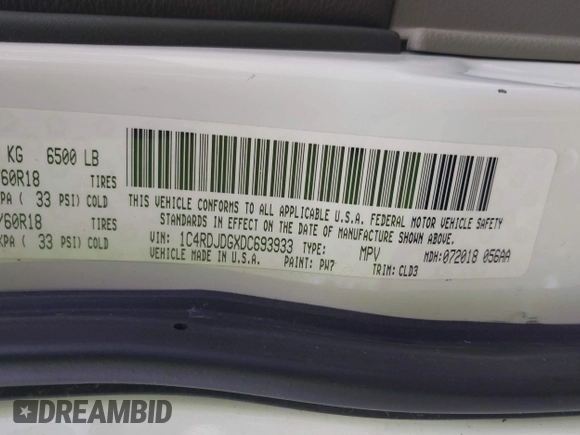 KG 6500 LB
/60R18 TIRES
KPA ( 33 PSI) COLD
/60R18 TIRES
KPA ( 33 PSI) COLD
THIS VEHICLE CONFORMS TO ALL APPLICABLE U.S.A. FEDERAL MOTOR VEHICLE SAFETY
STANDARDS IN EFFECT ON THE DATE OF MANUFACTURE SHOWN ABOVE.
VIN: 1C4RDJDGXDC693933 TYPE: MPV MDH:072018 056AA
VEHICLE MADE IN U.S.A. PAINT: PW7 TRIM: CLD3
DREAMBID